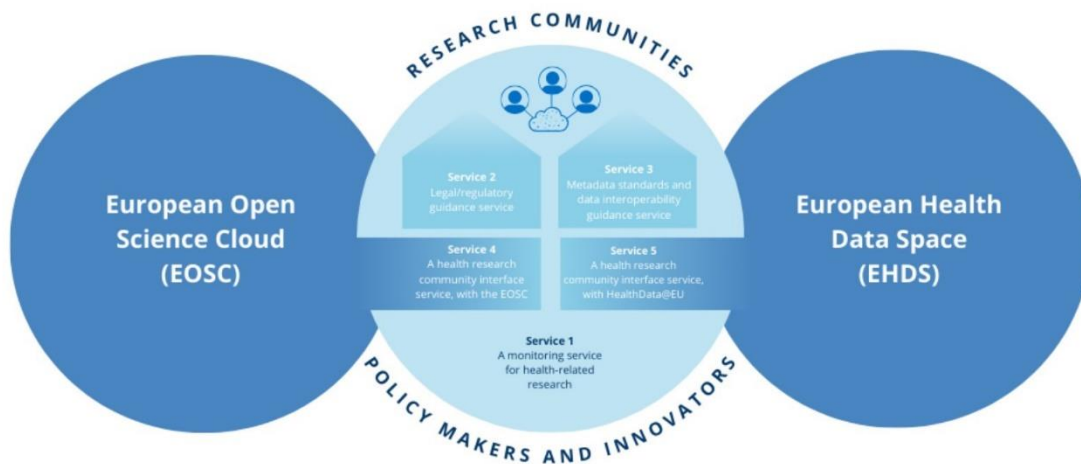 RESEARCH COMMUNITIES
European Open
Science Cloud
(EOSC)
Service 2
Legal/regulatory
guidance service
Service 3
Metadata standards and
data interoperability
guidance service
Service 4
A health research
community interface
service, with the EOSC
Service 5
A health research
community interface service,
with HealthData@EU
Service 1
A monitoring service
for health-related
research
European Health
Data Space
(EHDS)
POLICY MAKERS AND INNOVATORS